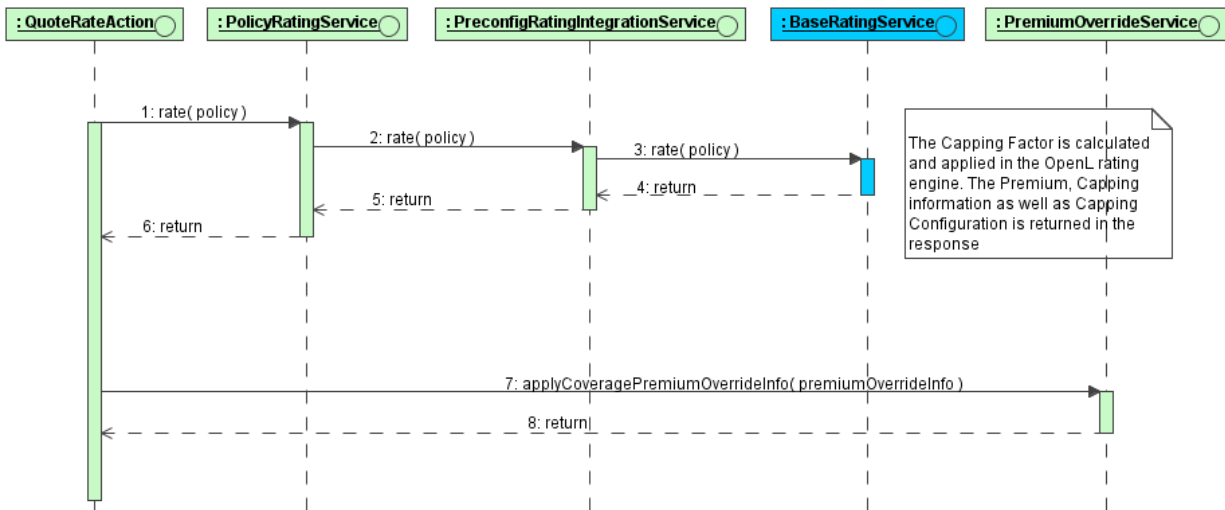 : QuoteRateAction
: PolicyRatingService
: PreconfigRatingIntegrationService
: BaseRatingService
: PremiumOverrideService
1: rate( policy )
2: rate( policy )
3: rate( policy )
4: return
5: return
6: return
The Capping Factor is calculated
and applied in the OpenL rating
engine. The Premium, Capping
information as well as Capping
Configuration is returned in the
response
7: applyCoveragePremiumOverrideInfo( premiumOverrideInfo )
8: return